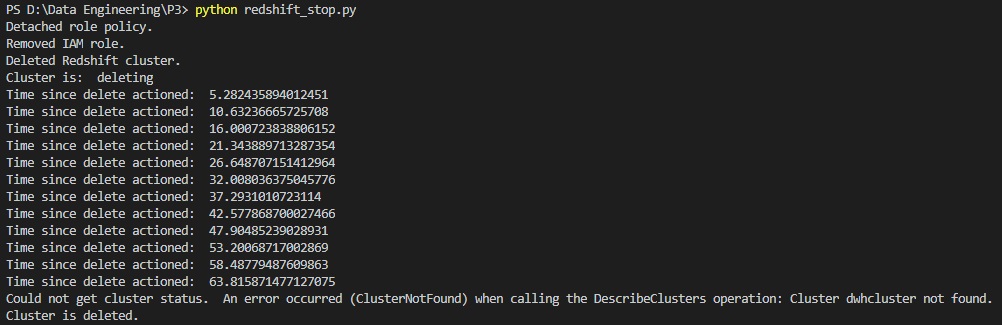 PS D:\Data Engineering\P3> python redshift_stop.py
Detached role policy.
Removed IAM role.
Deleted Redshift cluster.
Cluster is:  deleting
Time since delete actioned:  5.282435894012451
Time since delete actioned:  10.63236665725708
Time since delete actioned:  16.000723838806152
Time since delete actioned:  21.343889713287354
Time since delete actioned:  26.648707151412964
Time since delete actioned:  32.008036375045776
Time since delete actioned:  37.2931010723114
Time since delete actioned:  42.577868700027466
Time since delete actioned:  47.90485239028931
Time since delete actioned:  53.20068717002869
Time since delete actioned:  58.48779487609863
Time since delete actioned:  63.815871477127075
Could not get cluster status.  An error occurred (ClusterNotFound) when calling the DescribeClusters operation: Cluster dwhcluster not found.
Cluster is deleted.